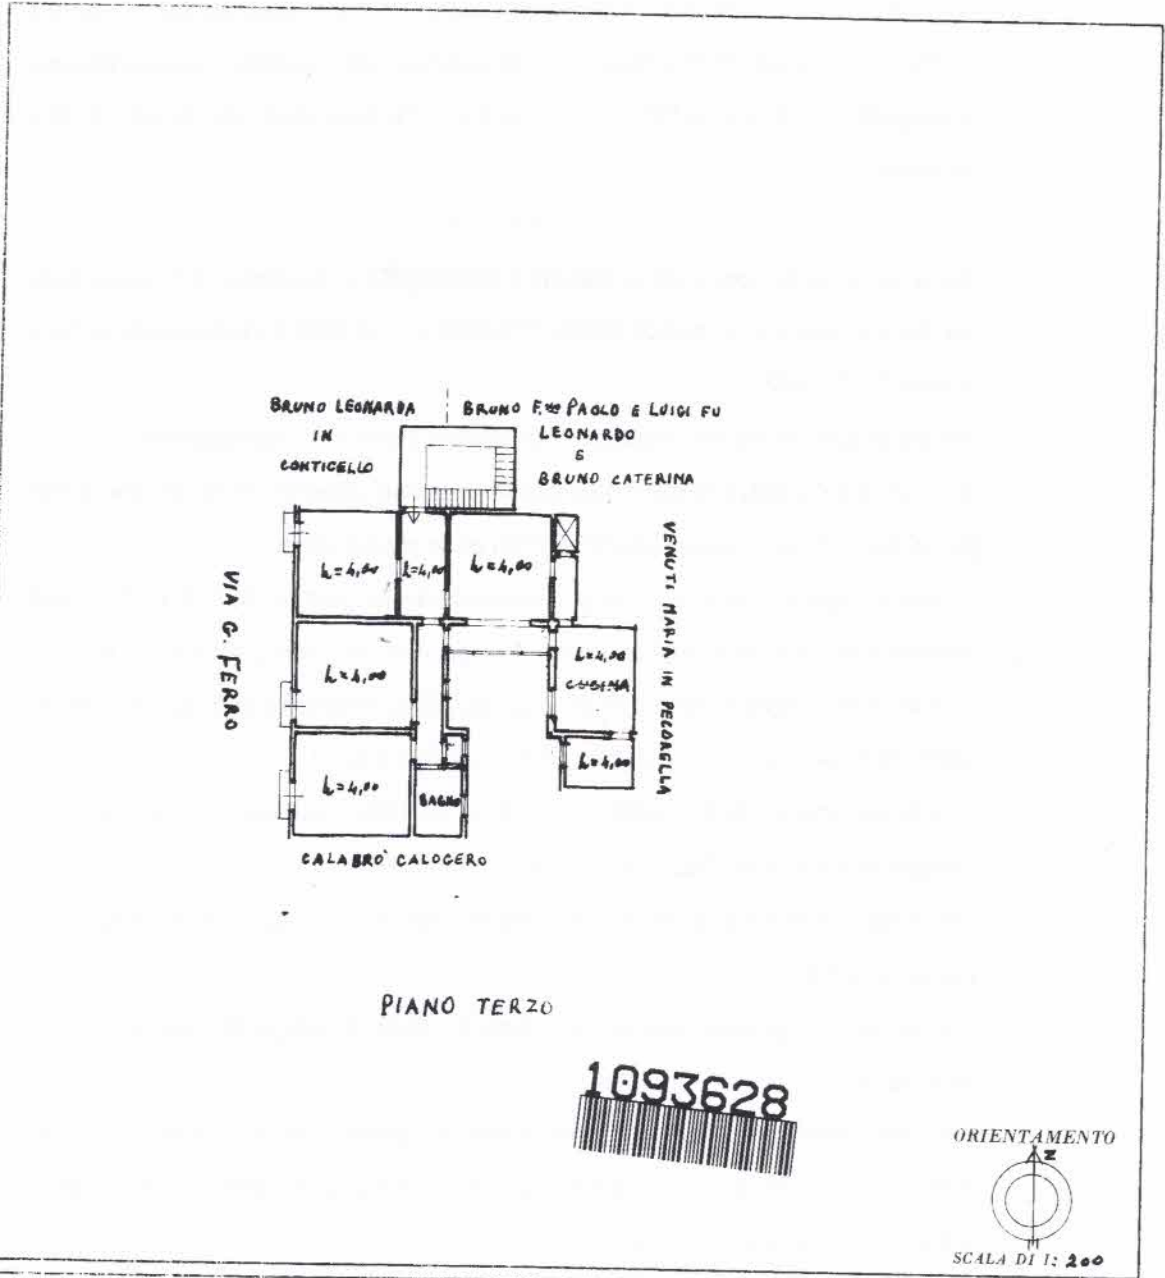 BRUNO LEONARDA
IN
CONTICELLO
BRUNO F.sco PAOLO E LUIGI FU
LEONARDO
E
BRUNO CATERINA
h=4,00
h=4,00
h=4,00
VIA G. FERRO
VENUTI MARIA IN PECORELLA
h=4,00
h=4,00
CUCINA
h=4,00
BAGNO
h=4,00
CALABRO' CALOGERO
PIANO TERZO
1093628
ORIENTAMENTO
N
SCALA DI 1: 200